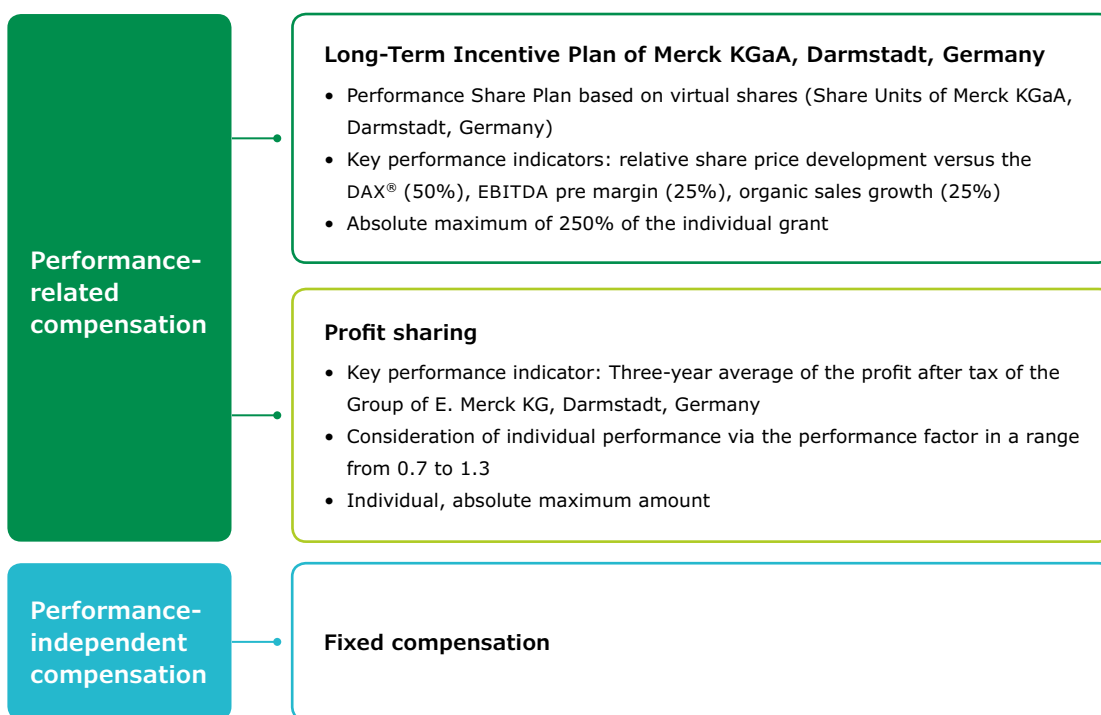 Performance-
related
compensation
Long-Term Incentive Plan of Merck KGaA, Darmstadt, Germany
• Performance Share Plan based on virtual shares (Share Units of Merck KGaA,
Darmstadt, Germany)
• Key performance indicators: relative share price development versus the
DAX® (50%), EBITDA pre margin (25%), organic sales growth (25%)
• Absolute maximum of 250% of the individual grant
Profit sharing
• Key performance indicator: Three-year average of the profit after tax of the
Group of E. Merck KG, Darmstadt, Germany
• Consideration of individual performance via the performance factor in a range
from 0.7 to 1.3
• Individual, absolute maximum amount
Performance-
independent
compensation
Fixed compensation